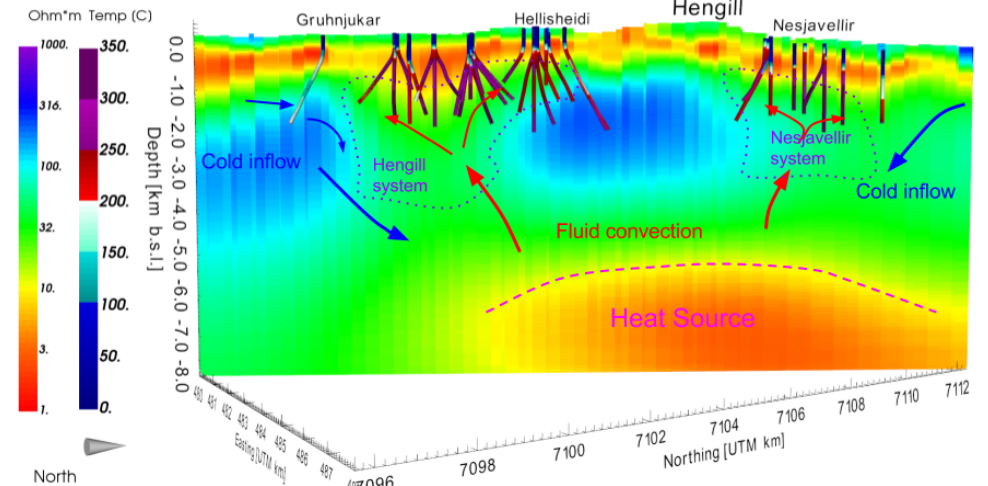 Ohm*m Temp (C)
1000.
316.
100.
32.
10.
3.
1.
350.
300.
250.
200.
150.
100.
50.
0.
North
Gruhnjukar
Hellisheidi
Hengill
Nesjavellir
Depth [km b.s.l.]
0.0
-1.0
-2.0
-3.0
-4.0
-5.0
-6.0
-7.0
-8.0
Cold inflow
Hengill
system
Nesjavellir
system
Cold inflow
Fluid convection
Heat Source
480
481
482
483
484
485
486
487
Easting [UTM km]
7096
7098
7100
7102
7104
7106
7108
7110
7112
Northing [UTM km]